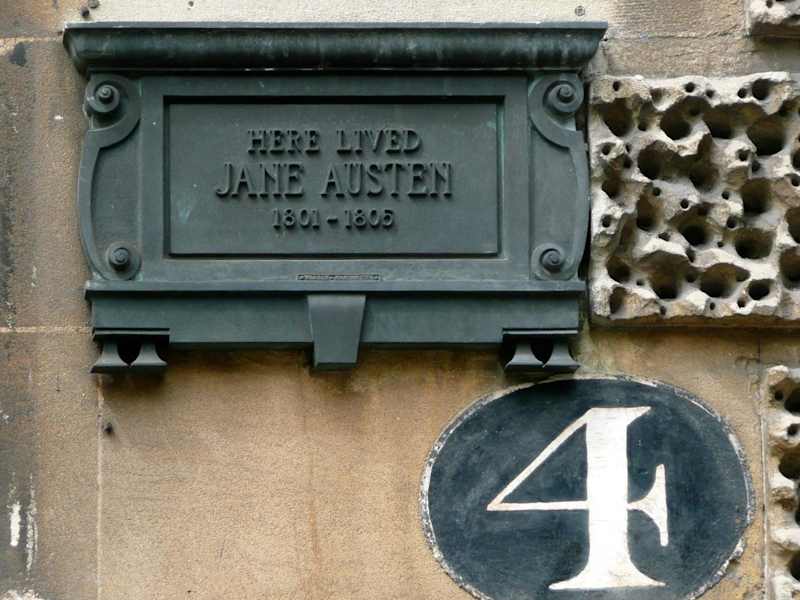 HERE LIVED
JANE AUSTEN
1801 - 1805
4